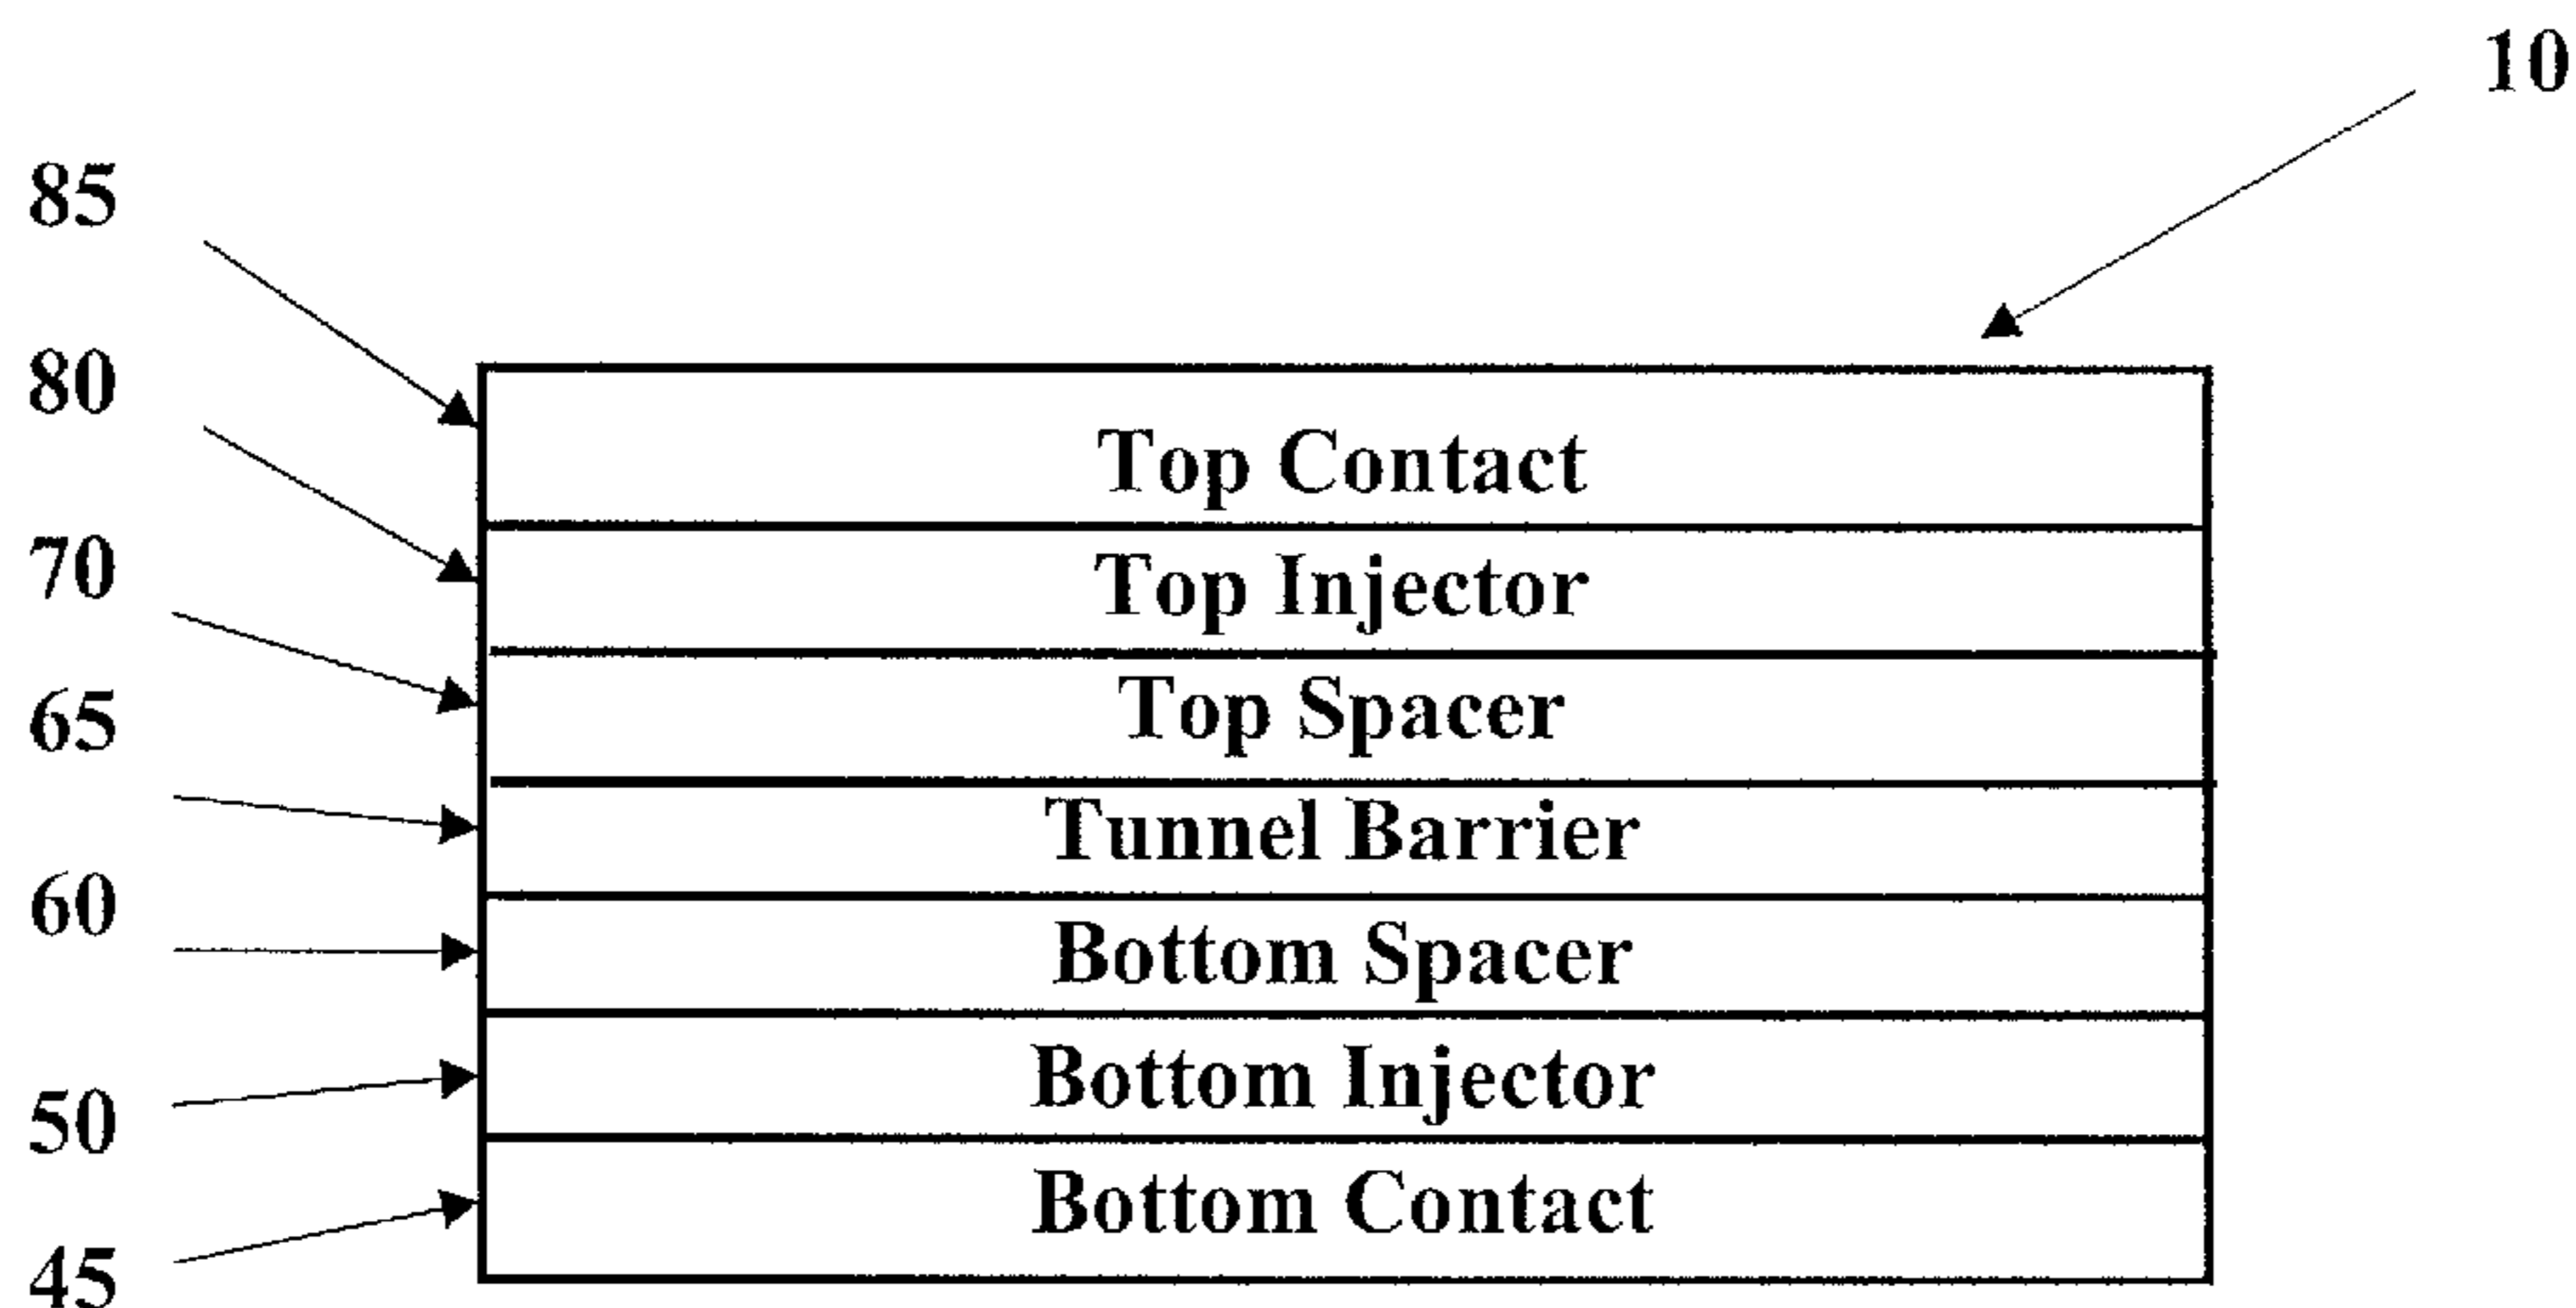 10
85
80
70
65
60
50
45
Top Contact
Top Injector
Top Spacer
Tunnel Barrier
Bottom Spacer
Bottom Injector
Bottom Contact